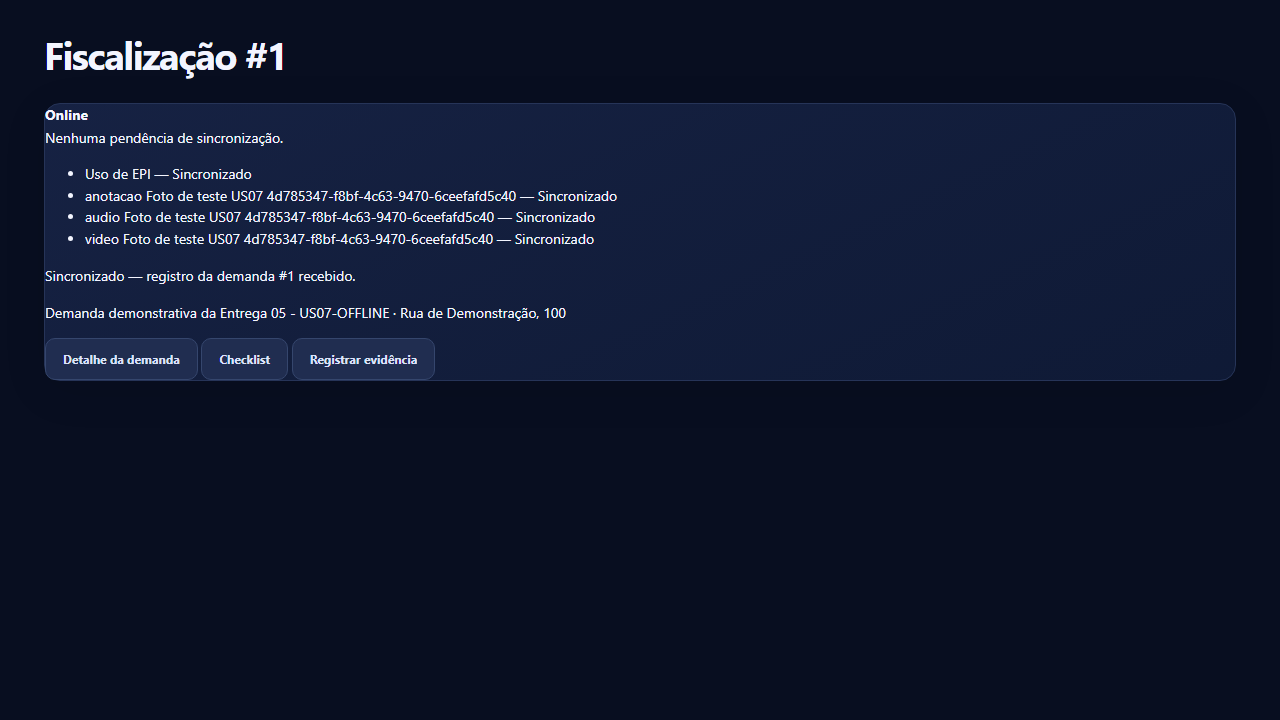 Fiscalização #1
Online
Nenhuma pendência de sincronização.
Uso de EPI — Sincronizado
anotacao Foto de teste US07 4d785347-f8bf-4c63-9470-6ceefafd5c40 — Sincronizado
audio Foto de teste US07 4d785347-f8bf-4c63-9470-6ceefafd5c40 — Sincronizado
video Foto de teste US07 4d785347-f8bf-4c63-9470-6ceefafd5c40 — Sincronizado
Sincronizado — registro da demanda #1 recebido.
Demanda demonstrativa da Entrega 05 - US07-OFFLINE · Rua de Demonstração, 100
Detalhe da demanda Checklist Registrar evidência